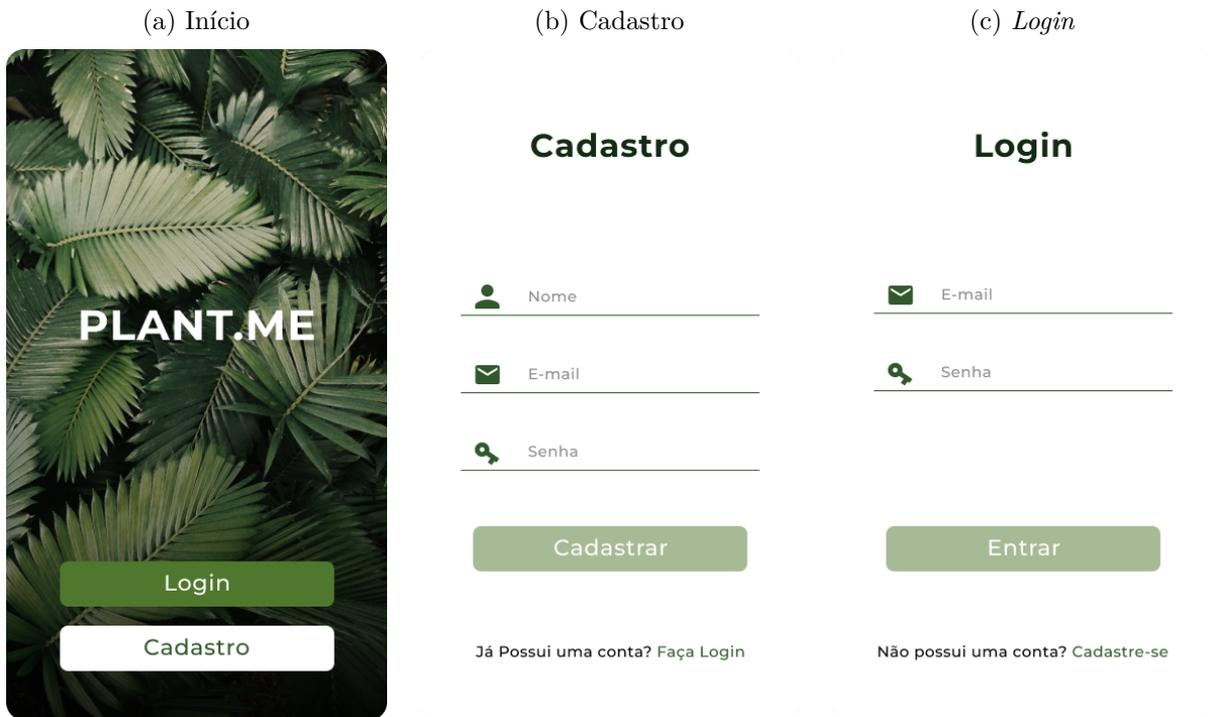 (a) Início
PLANT.ME
Login
Cadastro
(b) Cadastro
Cadastro
Nome
E-mail
Senha
Cadastrar
Já Possui uma conta? Faça Login
(c) Login
Login
E-mail
Senha
Entrar
Não possui uma conta? Cadastre-se